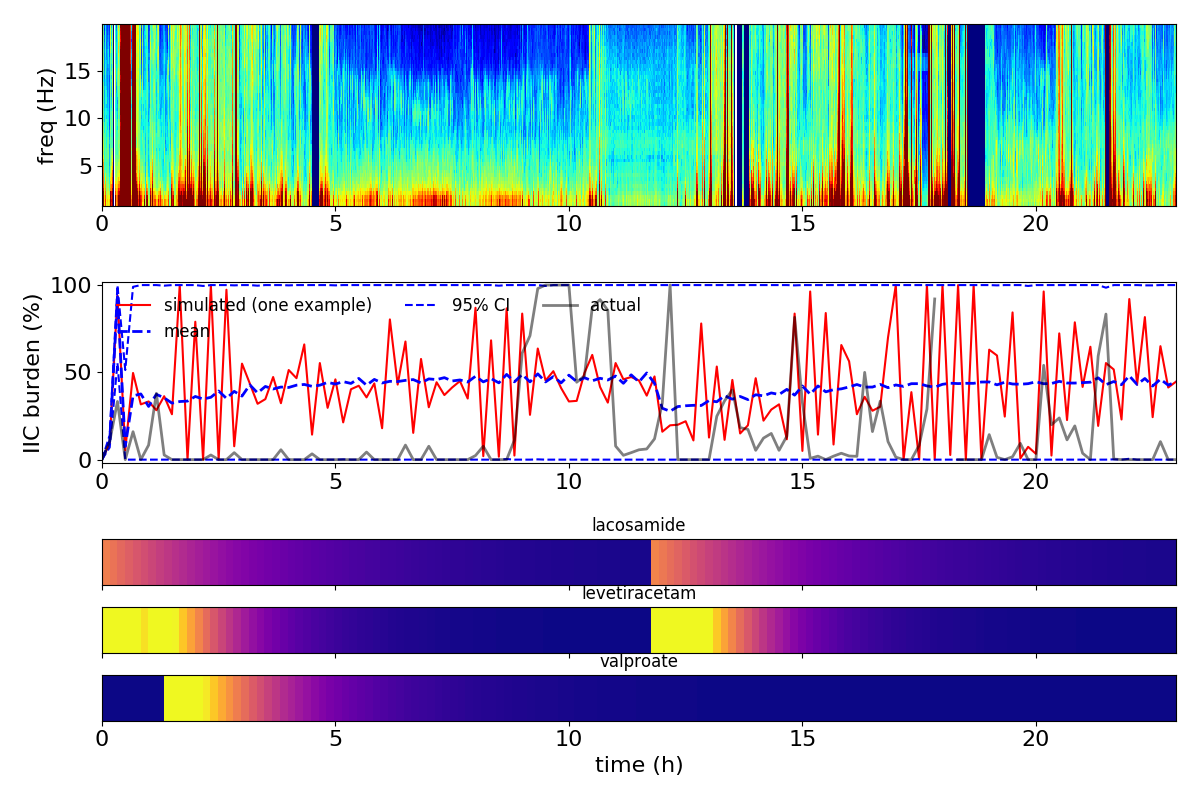 freq (Hz)
15
10
5
0 5 10 15 20
IIC burden (%)
100
50
0
simulated (one example) 95% CI actual
mean
0 5 10 15 20
lacosamide
levetiracetam
valproate
0 5 10 15 20
time (h)